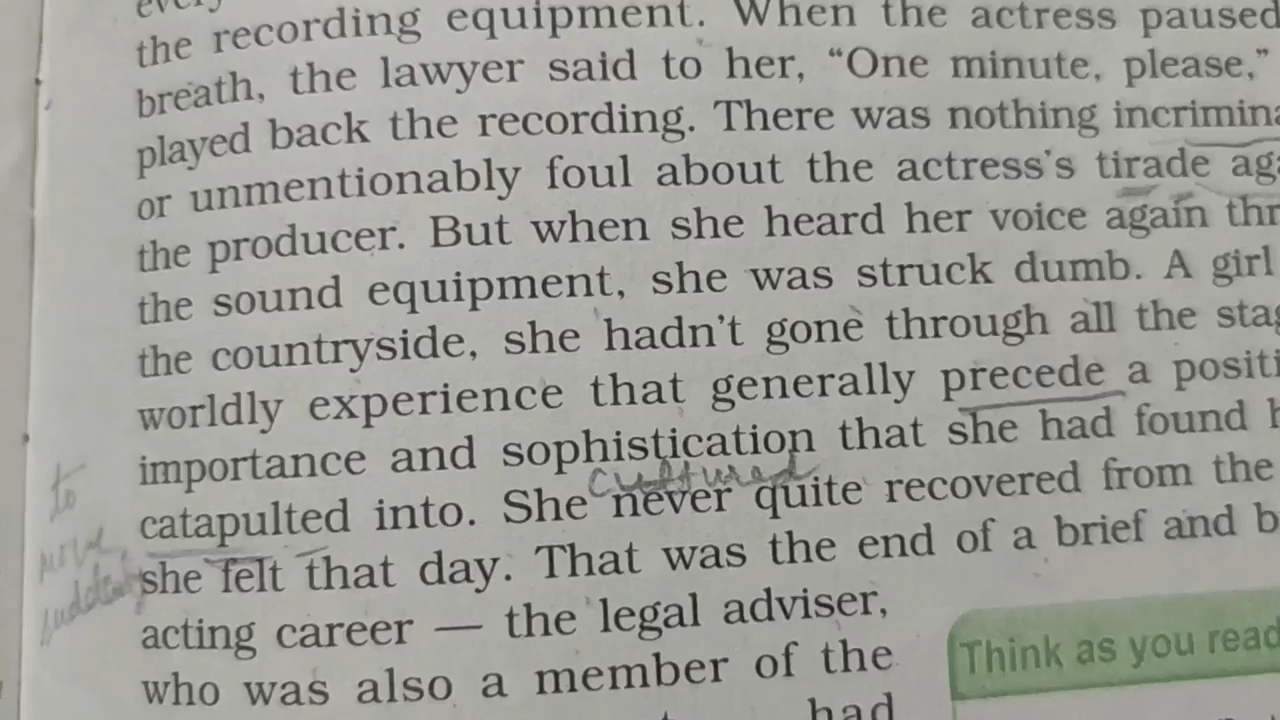 the recording equipment. When the actress paused
breath, the lawyer said to her, “One minute, please,”
played back the recording. There was nothing
or unmentionably foul about the actress's tirade
the producer. But when she heard her voice again
the sound equipment, she was struck dumb. A girl
the countryside, she hadn't gone through all the
worldly experience that generally precede a
importance and sophistication that she had found
cultured
catapulted into. She never quite recovered from the
to
move
suddenly
she felt that day. That was the end of a brief and
acting career — the legal adviser,
who was also a member of the
had
Think as you read